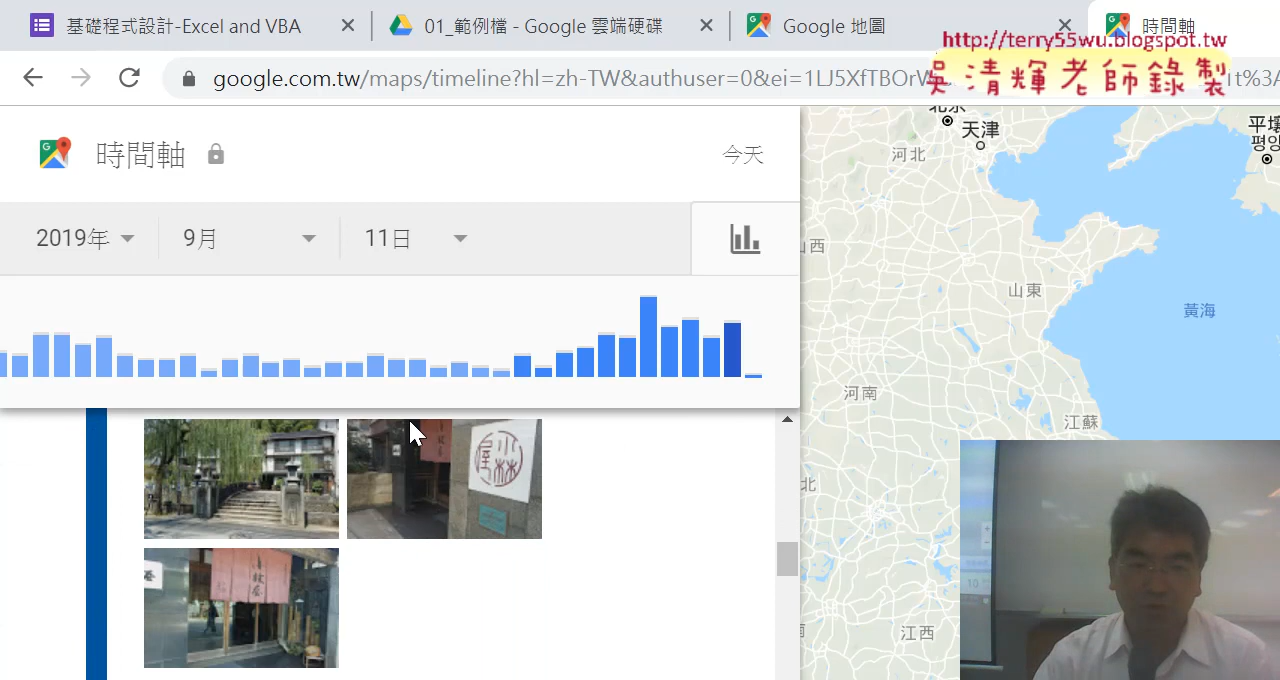 基礎程式設計-Excel and VBA
01_範例檔 - Google 雲端硬碟
Google 地圖
時間軸
http://terry55wu.blogspot.tw
吳清輝老師錄製
google.com.tw/maps/timeline?hl=zh-TW&authuser=0&ei=1LJ5XfTBOrW
時間軸
今天
2019年
9月
11日
天津
河北
平壤
평양
山西
山東
黃海
河南
江蘇
北
江西